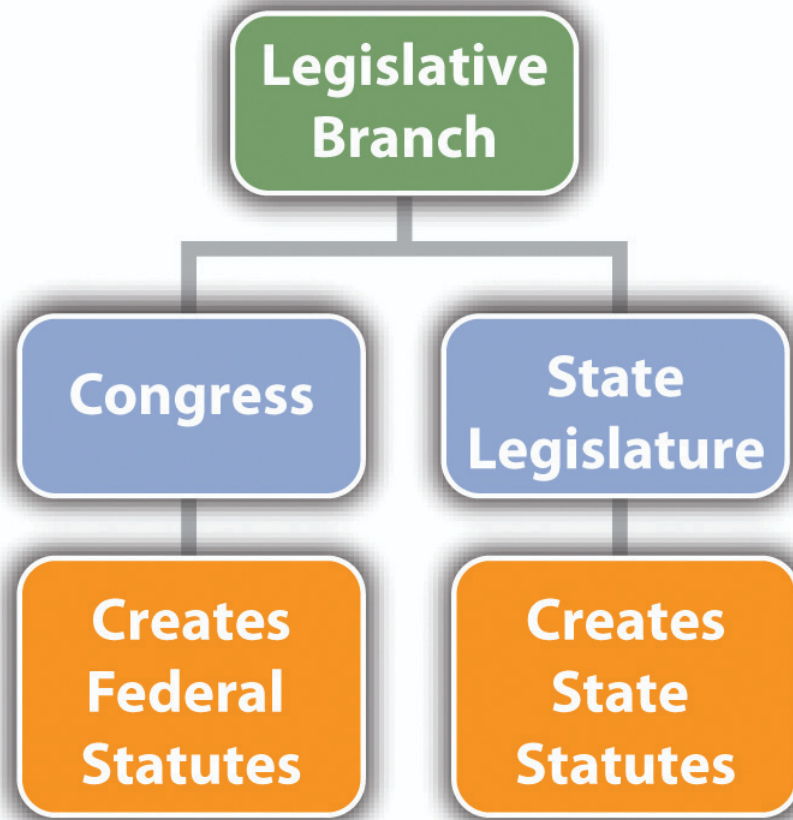 Legislative
Branch
Congress
State
Legislature
Creates
Federal
Statutes
Creates
State
Statutes